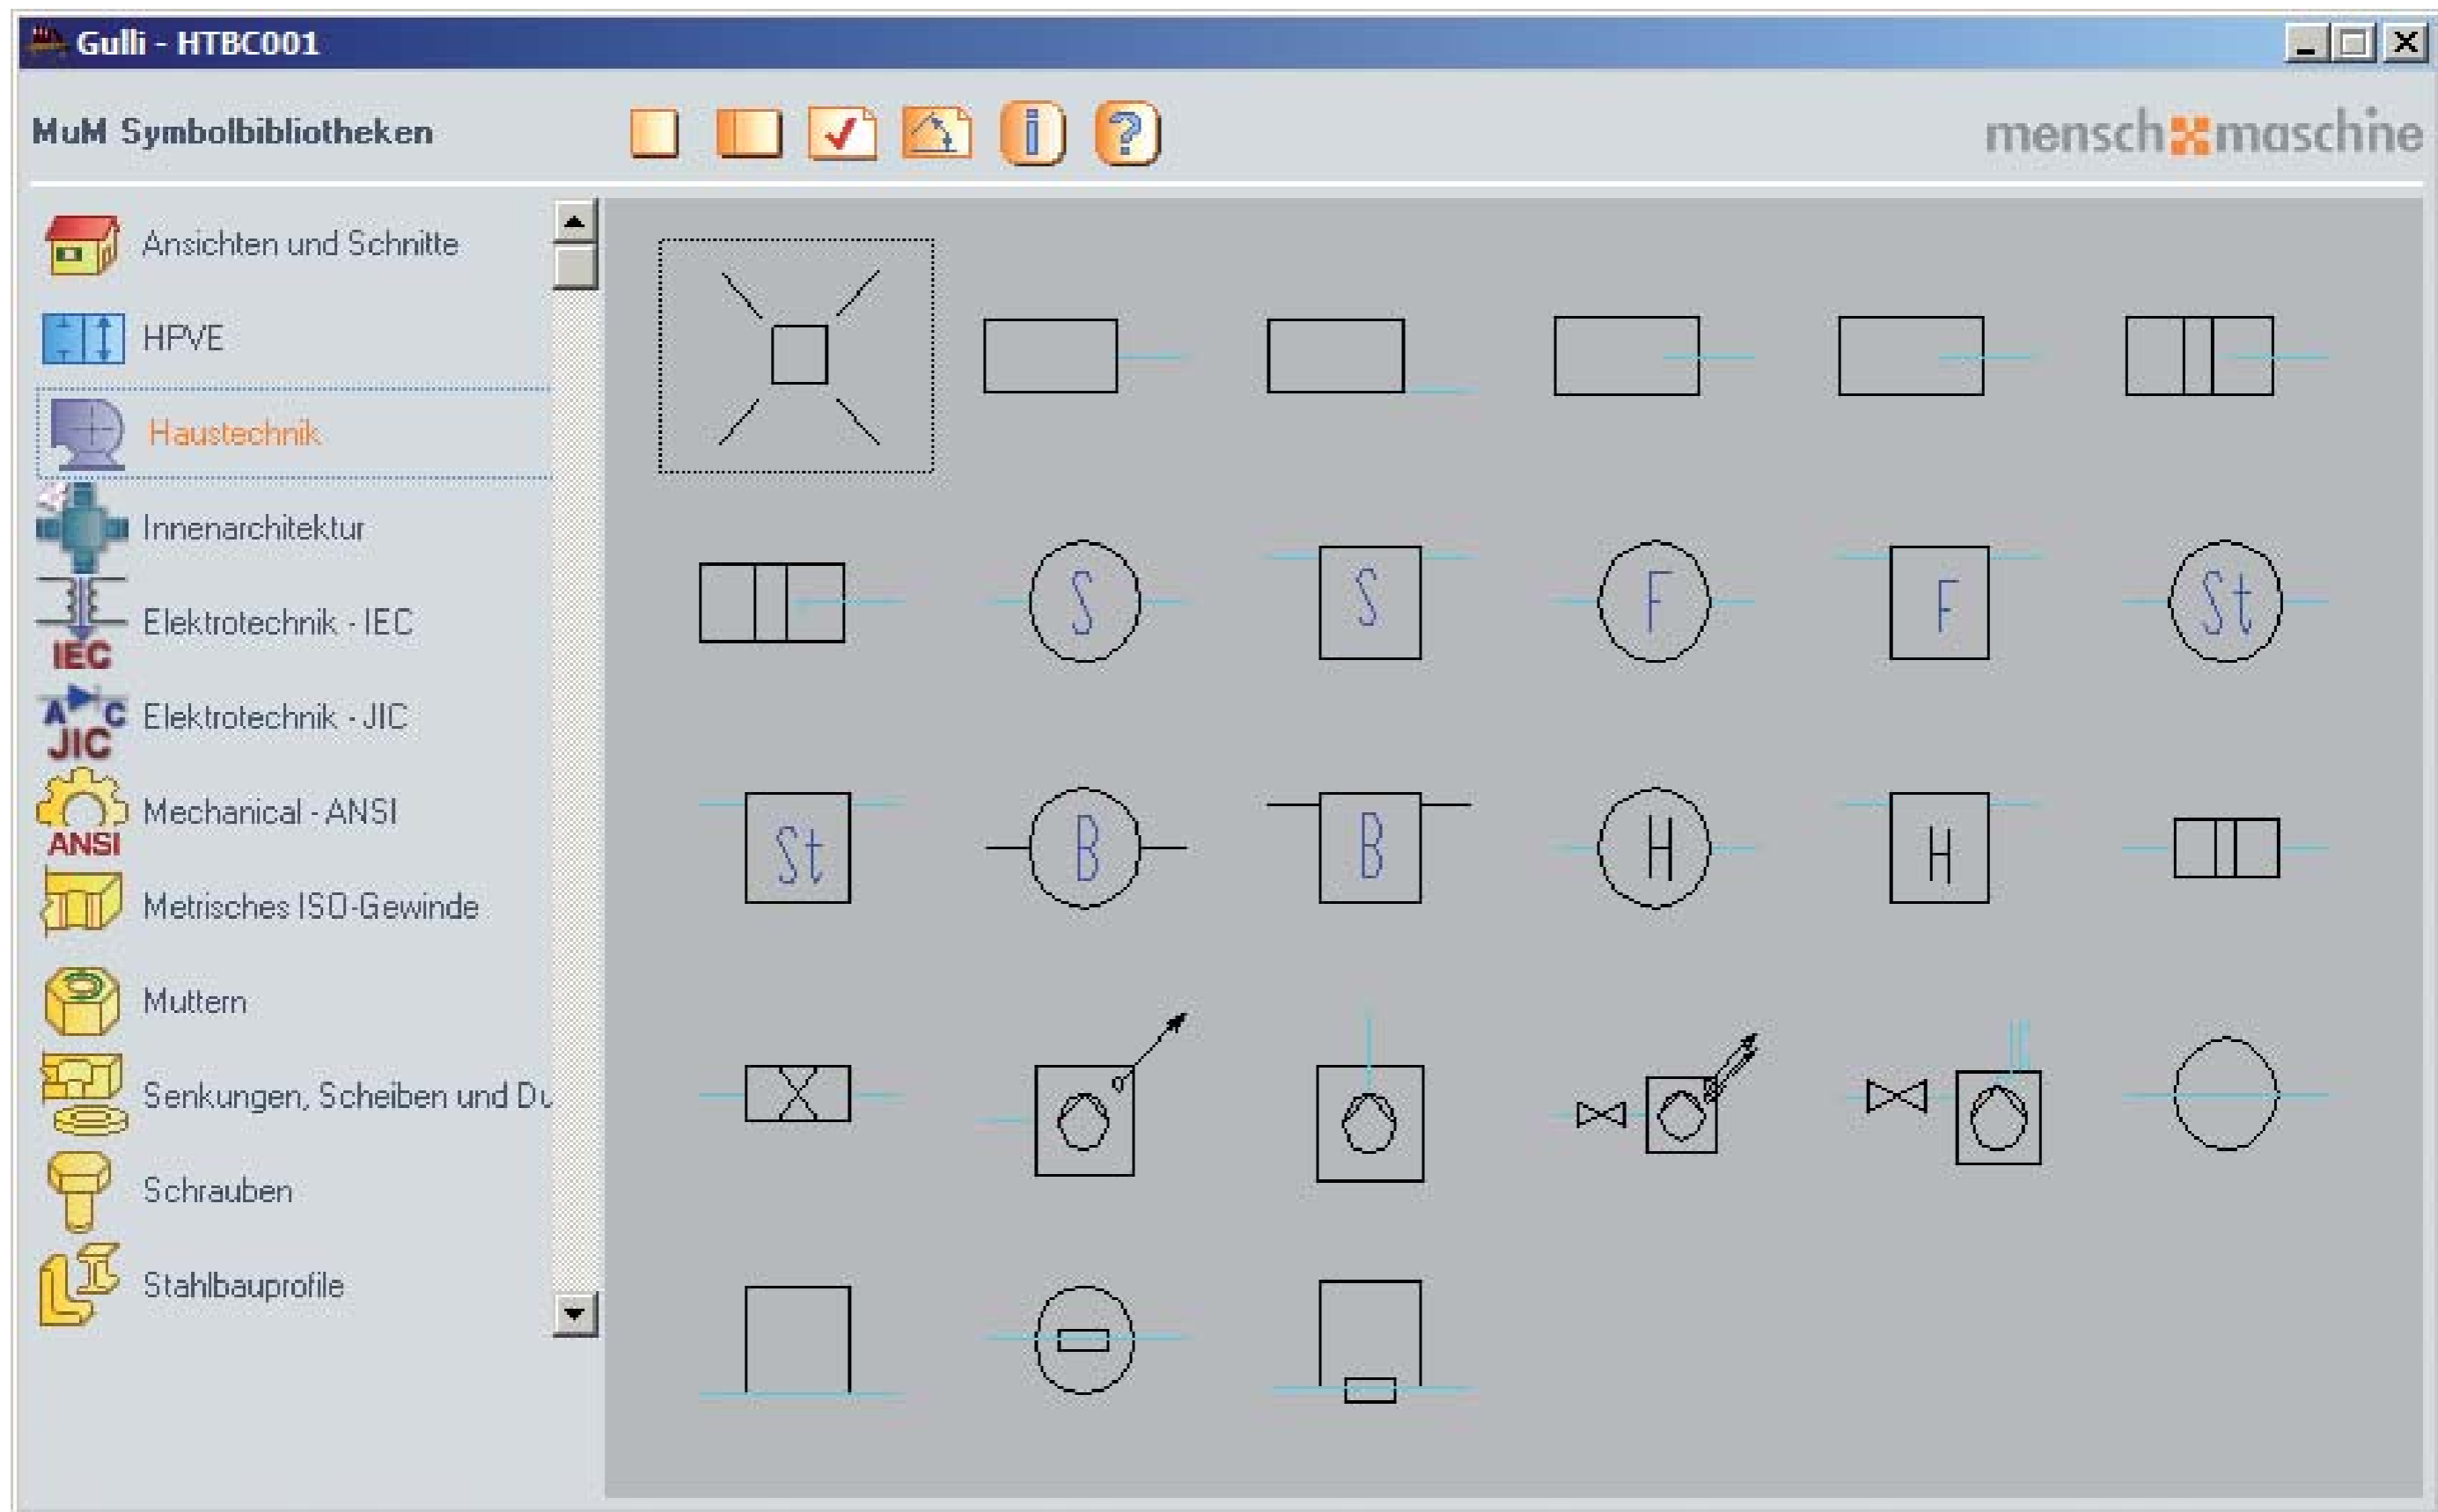 Gulli - HTBC001
MuM Symbolbibliotheken
i
?
mensch maschine
Ansichten und Schnitte
HPVE
Haustechnik
Innenarchitektur
IEC
Elektrotechnik - IEC
A C
JIC
Elektrotechnik - JIC
ANSI
Mechanical - ANSI
Metrisches ISO-Gewinde
Muttern
Senkungen, Scheiben und Du
Schrauben
Stahlbauprofile
S S F F St
St B B H H